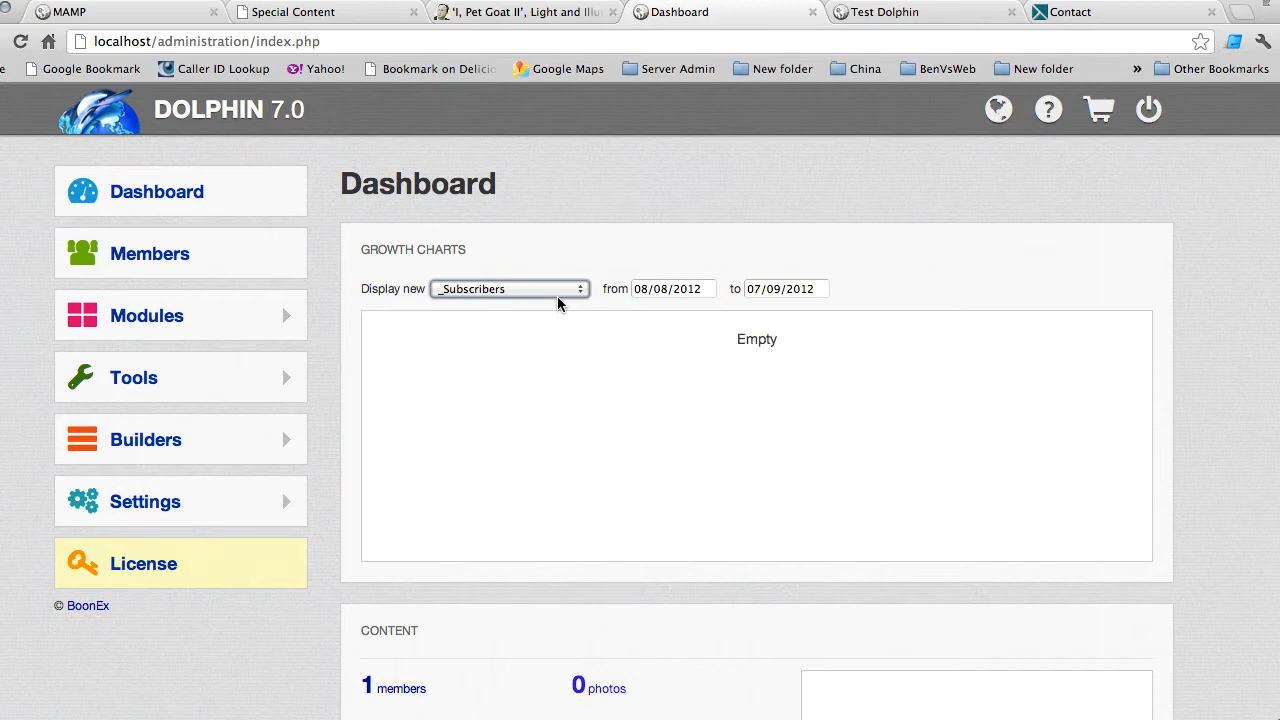 MAMP
Special Content
'I, Pet Goat II', Light and Illu
Dashboard
Test Dolphin
Contact
localhost/administration/index.php
e
Google Bookmark
Caller ID Lookup
Yahoo!
Bookmark on Delic
Google Maps
Server Admin
New folder
China
BenVsWeb
New folder
»
Other Bookmarks
DOLPHIN 7.0
?
Dashboard
Members
Modules
Tools
Builders
Settings
License
© BoonEx
Dashboard
GROWTH CHARTS
Display new _Subscribers from 08/08/2012 to 07/09/2012
Empty
CONTENT
1 members
0 photos